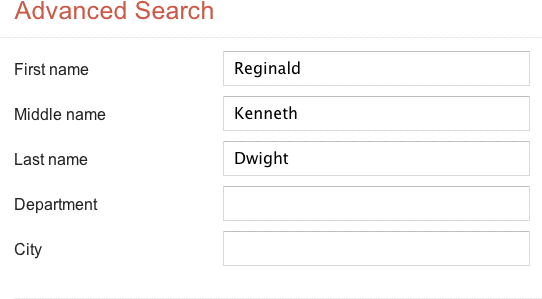 Advanced Search
First name Reginald
Middle name Kenneth
Last name Dwight
Department
City